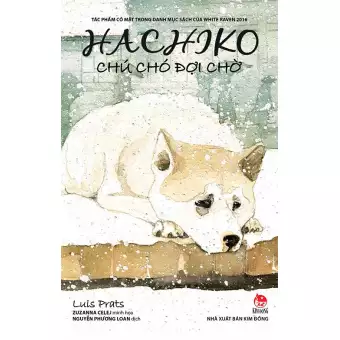 TÁC PHẨM CÓ MẶT TRONG DANH MỤC SÁCH CỦA WHITE RAVEN 2016
HACHIKO
CHÚ CHÓ ĐỢI CHỜ
Luis Prats
ZUZANNA CELEJ minh họa
NGUYỄN PHƯƠNG LOAN dịch
NHÀ XUẤT BẢN KIM ĐỒNG